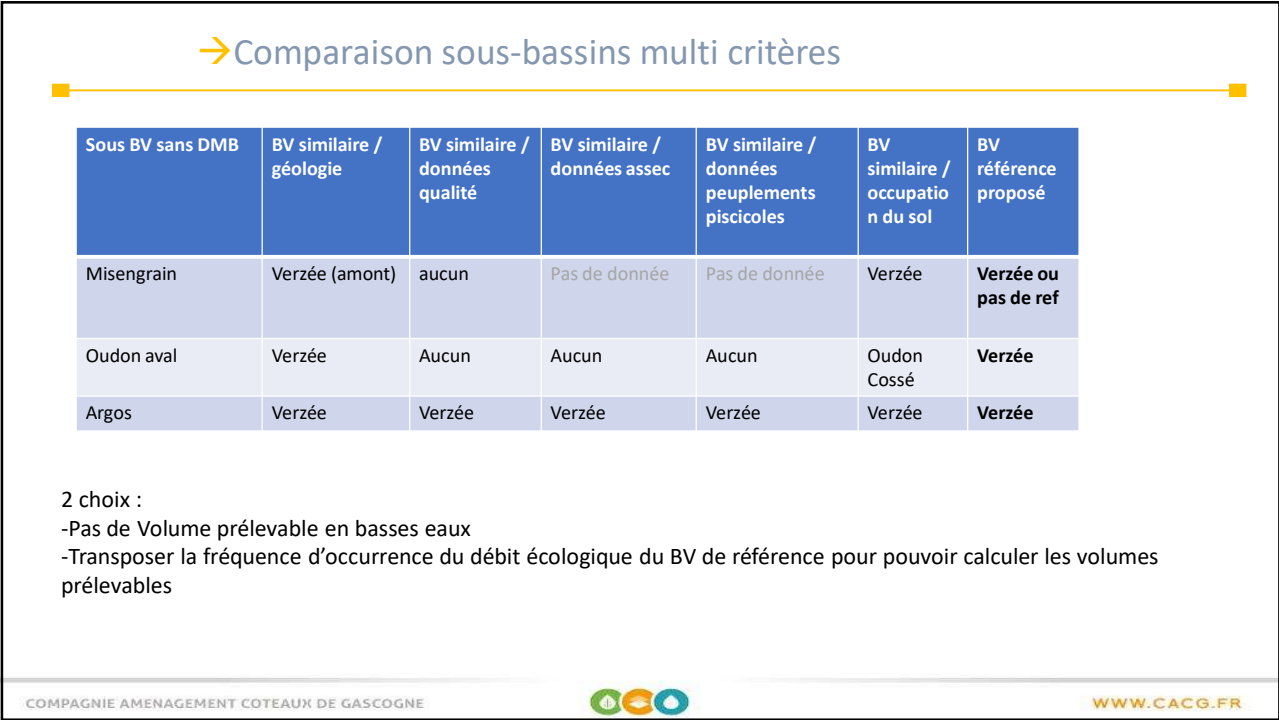 →Comparaison sous-bassins multi critères
Sous BV sans DMB
BV similaire /
géologie
BV similaire /
données
qualité
BV similaire /
données assec
BV similaire /
données
peuplements
piscicoles
BV
similaire /
occupatio
n du sol
BV
référence
proposé
Misengrain
Verzée (amont)
aucun
Pas de donnée
Pas de donnée
Verzée
Verzée ou
pas de ref
Oudon aval
Verzée
Aucun
Aucun
Aucun
Oudon
Cossé
Verzée
Argos
Verzée
Verzée
Verzée
Verzée
Verzée
Verzée
2 choix :
-Pas de Volume prélevable en basses eaux
-Transposer la fréquence d’occurrence du débit écologique du BV de référence pour pouvoir calculer les volumes
prélevables
COMPAGNIE AMENAGEMENT COTEAUX DE GASCOGNE
WWW.CACG.FR